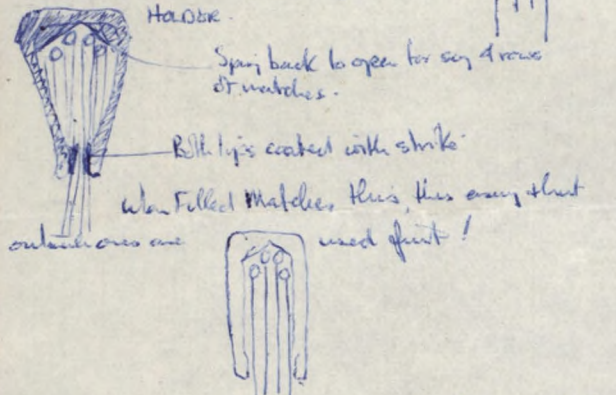 HOLDER.
Spring back to open for say 4 rows
of matches.
Both lips coated with strike.
when Filled Matches thus, thus easy that
outside ones are used first!